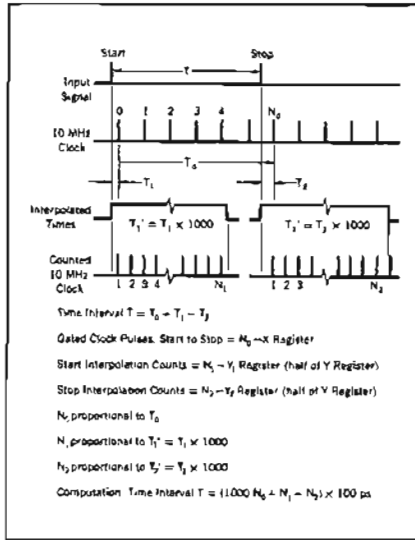 Start Stop
T
Input
Signal
0 1 2 3 4 N₀
10 MHz
Clock
T₀
T₁ T₂
Interpolated
Times
T₁' = T₁ × 1000 T₂' = T₂ × 1000
Counted
10 MHz
Clock
1 2 3 4 N₁ 1 2 3 N₂
Time Interval T = T₀ + T₁ − T₂
Gated Clock Pulses, Start to Stop = N₀ → X Register
Start Interpolation Counts = N₁ → Y₁ Register (half of Y Register)
Stop Interpolation Counts = N₂ → Y₂ Register (half of Y Register)
N₀ proportional to T₀
N₁ proportional to T₁' = T₁ × 1000
N₂ proportional to T₂' = T₂ × 1000
Computation: Time Interval T = (1000 N₀ + N₁ − N₂) × 100 ps